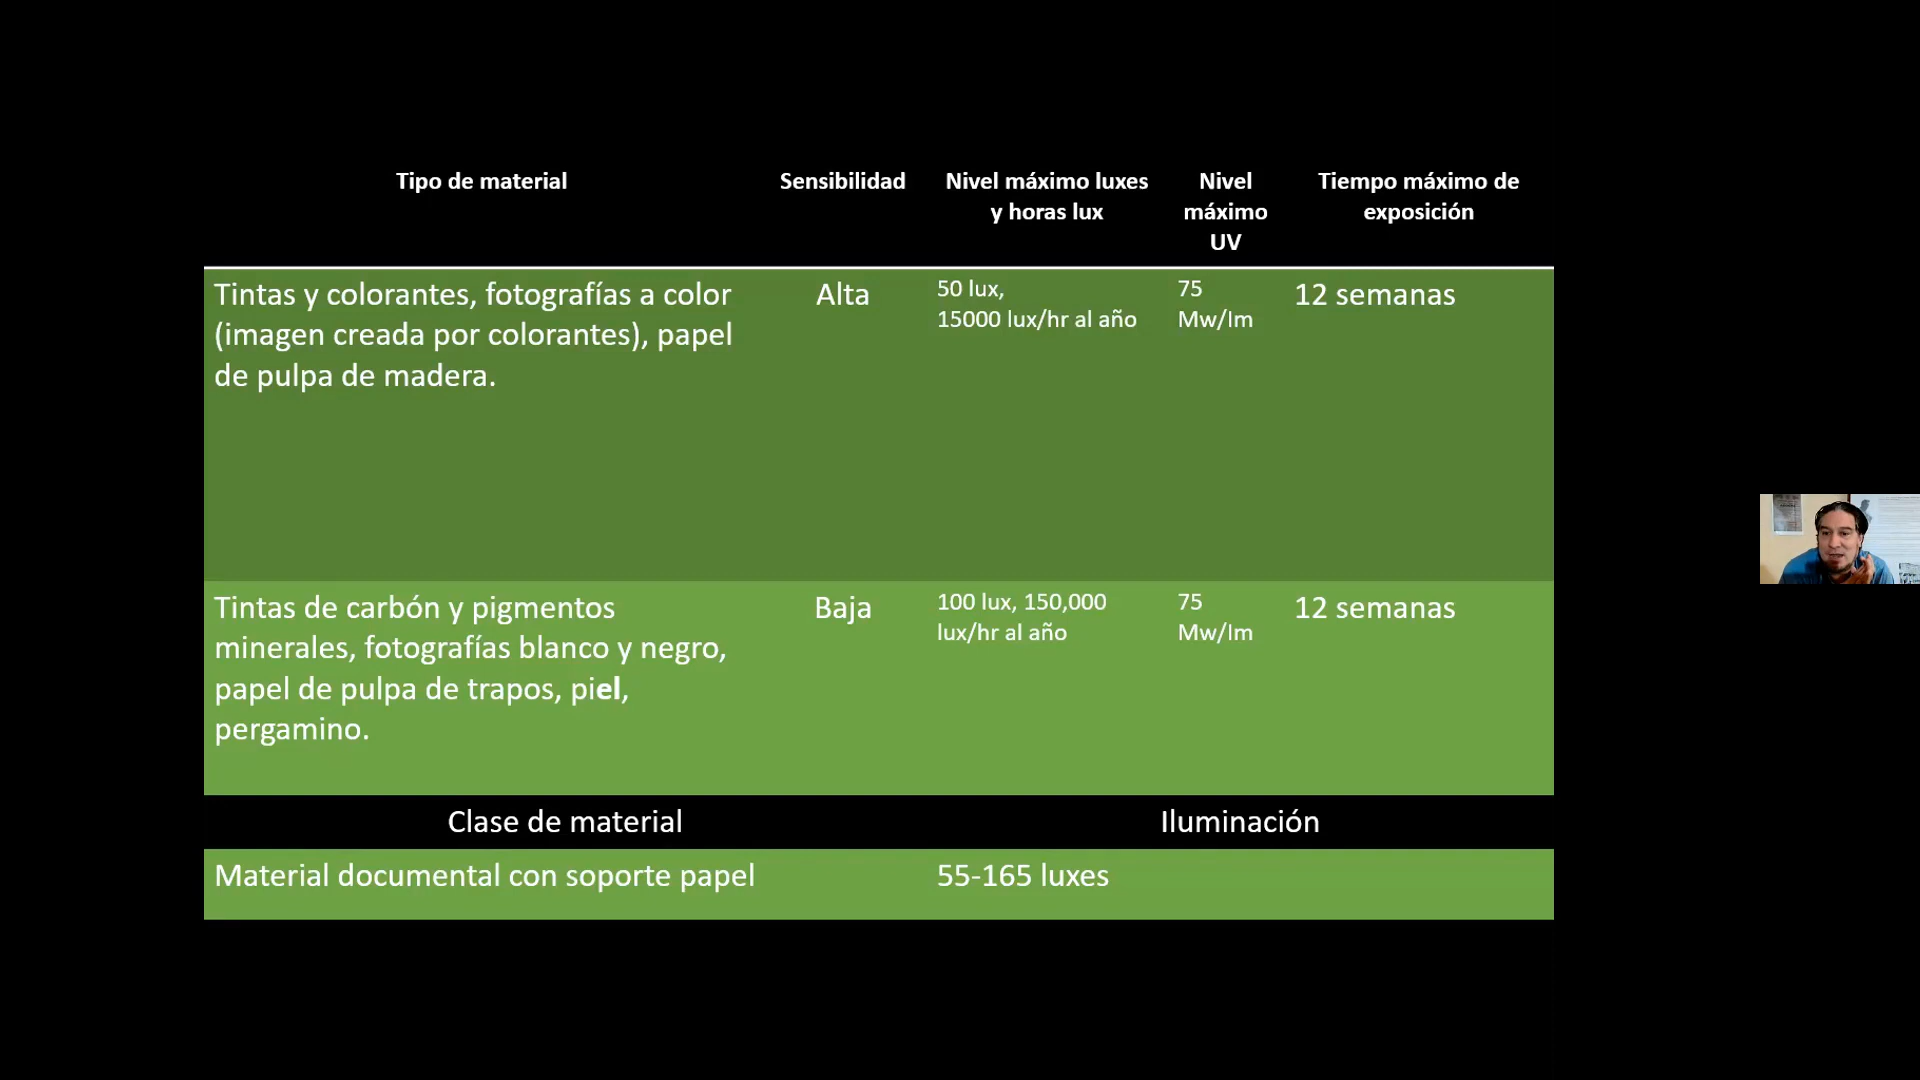 Tipo de material
Sensibilidad
Nivel máximo luxes
y horas lux
Nivel
máximo
UV
Tiempo máximo de
exposición
Tintas y colorantes, fotografías a color
(imagen creada por colorantes), papel
de pulpa de madera.
Alta
50 lux,
15000 lux/hr al año
75
Mw/lm
12 semanas
Tintas de carbón y pigmentos
minerales, fotografías blanco y negro,
papel de pulpa de trapos, piel,
pergamino.
Baja
100 lux, 150,000
lux/hr al año
75
Mw/lm
12 semanas
Clase de material
Iluminación
Material documental con soporte papel
55-165 luxes